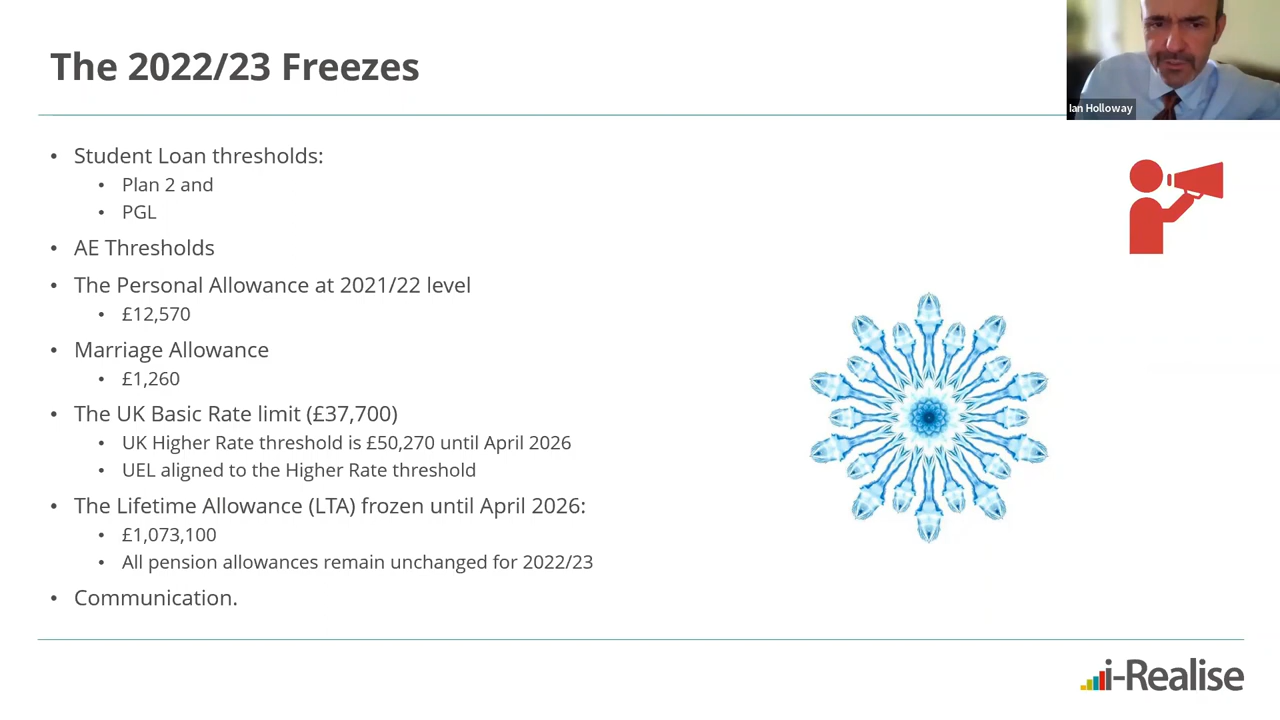 The 2022/23 Freezes
Ian Holloway
• Student Loan thresholds:
• Plan 2 and
• PGL
• AE Thresholds
• The Personal Allowance at 2021/22 level
• £12,570
• Marriage Allowance
• £1,260
• The UK Basic Rate limit (£37,700)
• UK Higher Rate threshold is £50,270 until April 2026
• UEL aligned to the Higher Rate threshold
• The Lifetime Allowance (LTA) frozen until April 2026:
• £1,073,100
• All pension allowances remain unchanged for 2022/23
• Communication.
i-Realise